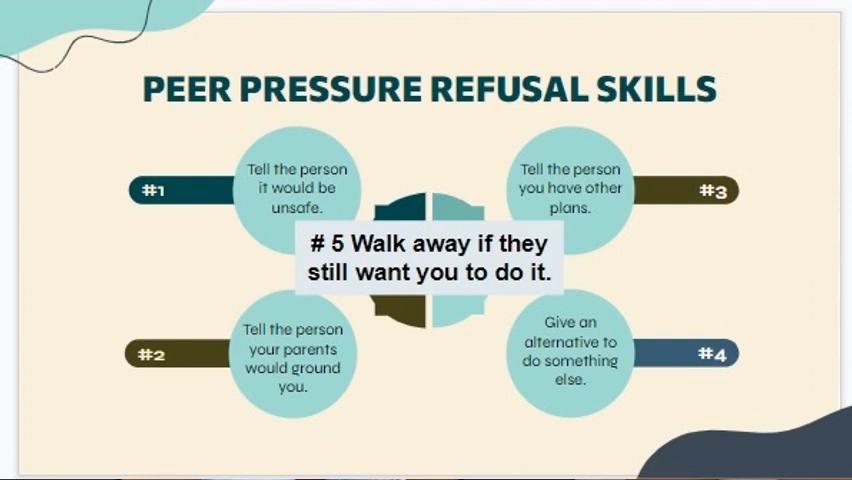 PEER PRESSURE REFUSAL SKILLS
#1
Tell the person
it would be
unsafe.
#2
Tell the person
your parents
would ground
you.
Tell the person
you have other
plans.
#3
Give an
alternative to
do something
else.
#4
# 5 Walk away if they
still want you to do it.